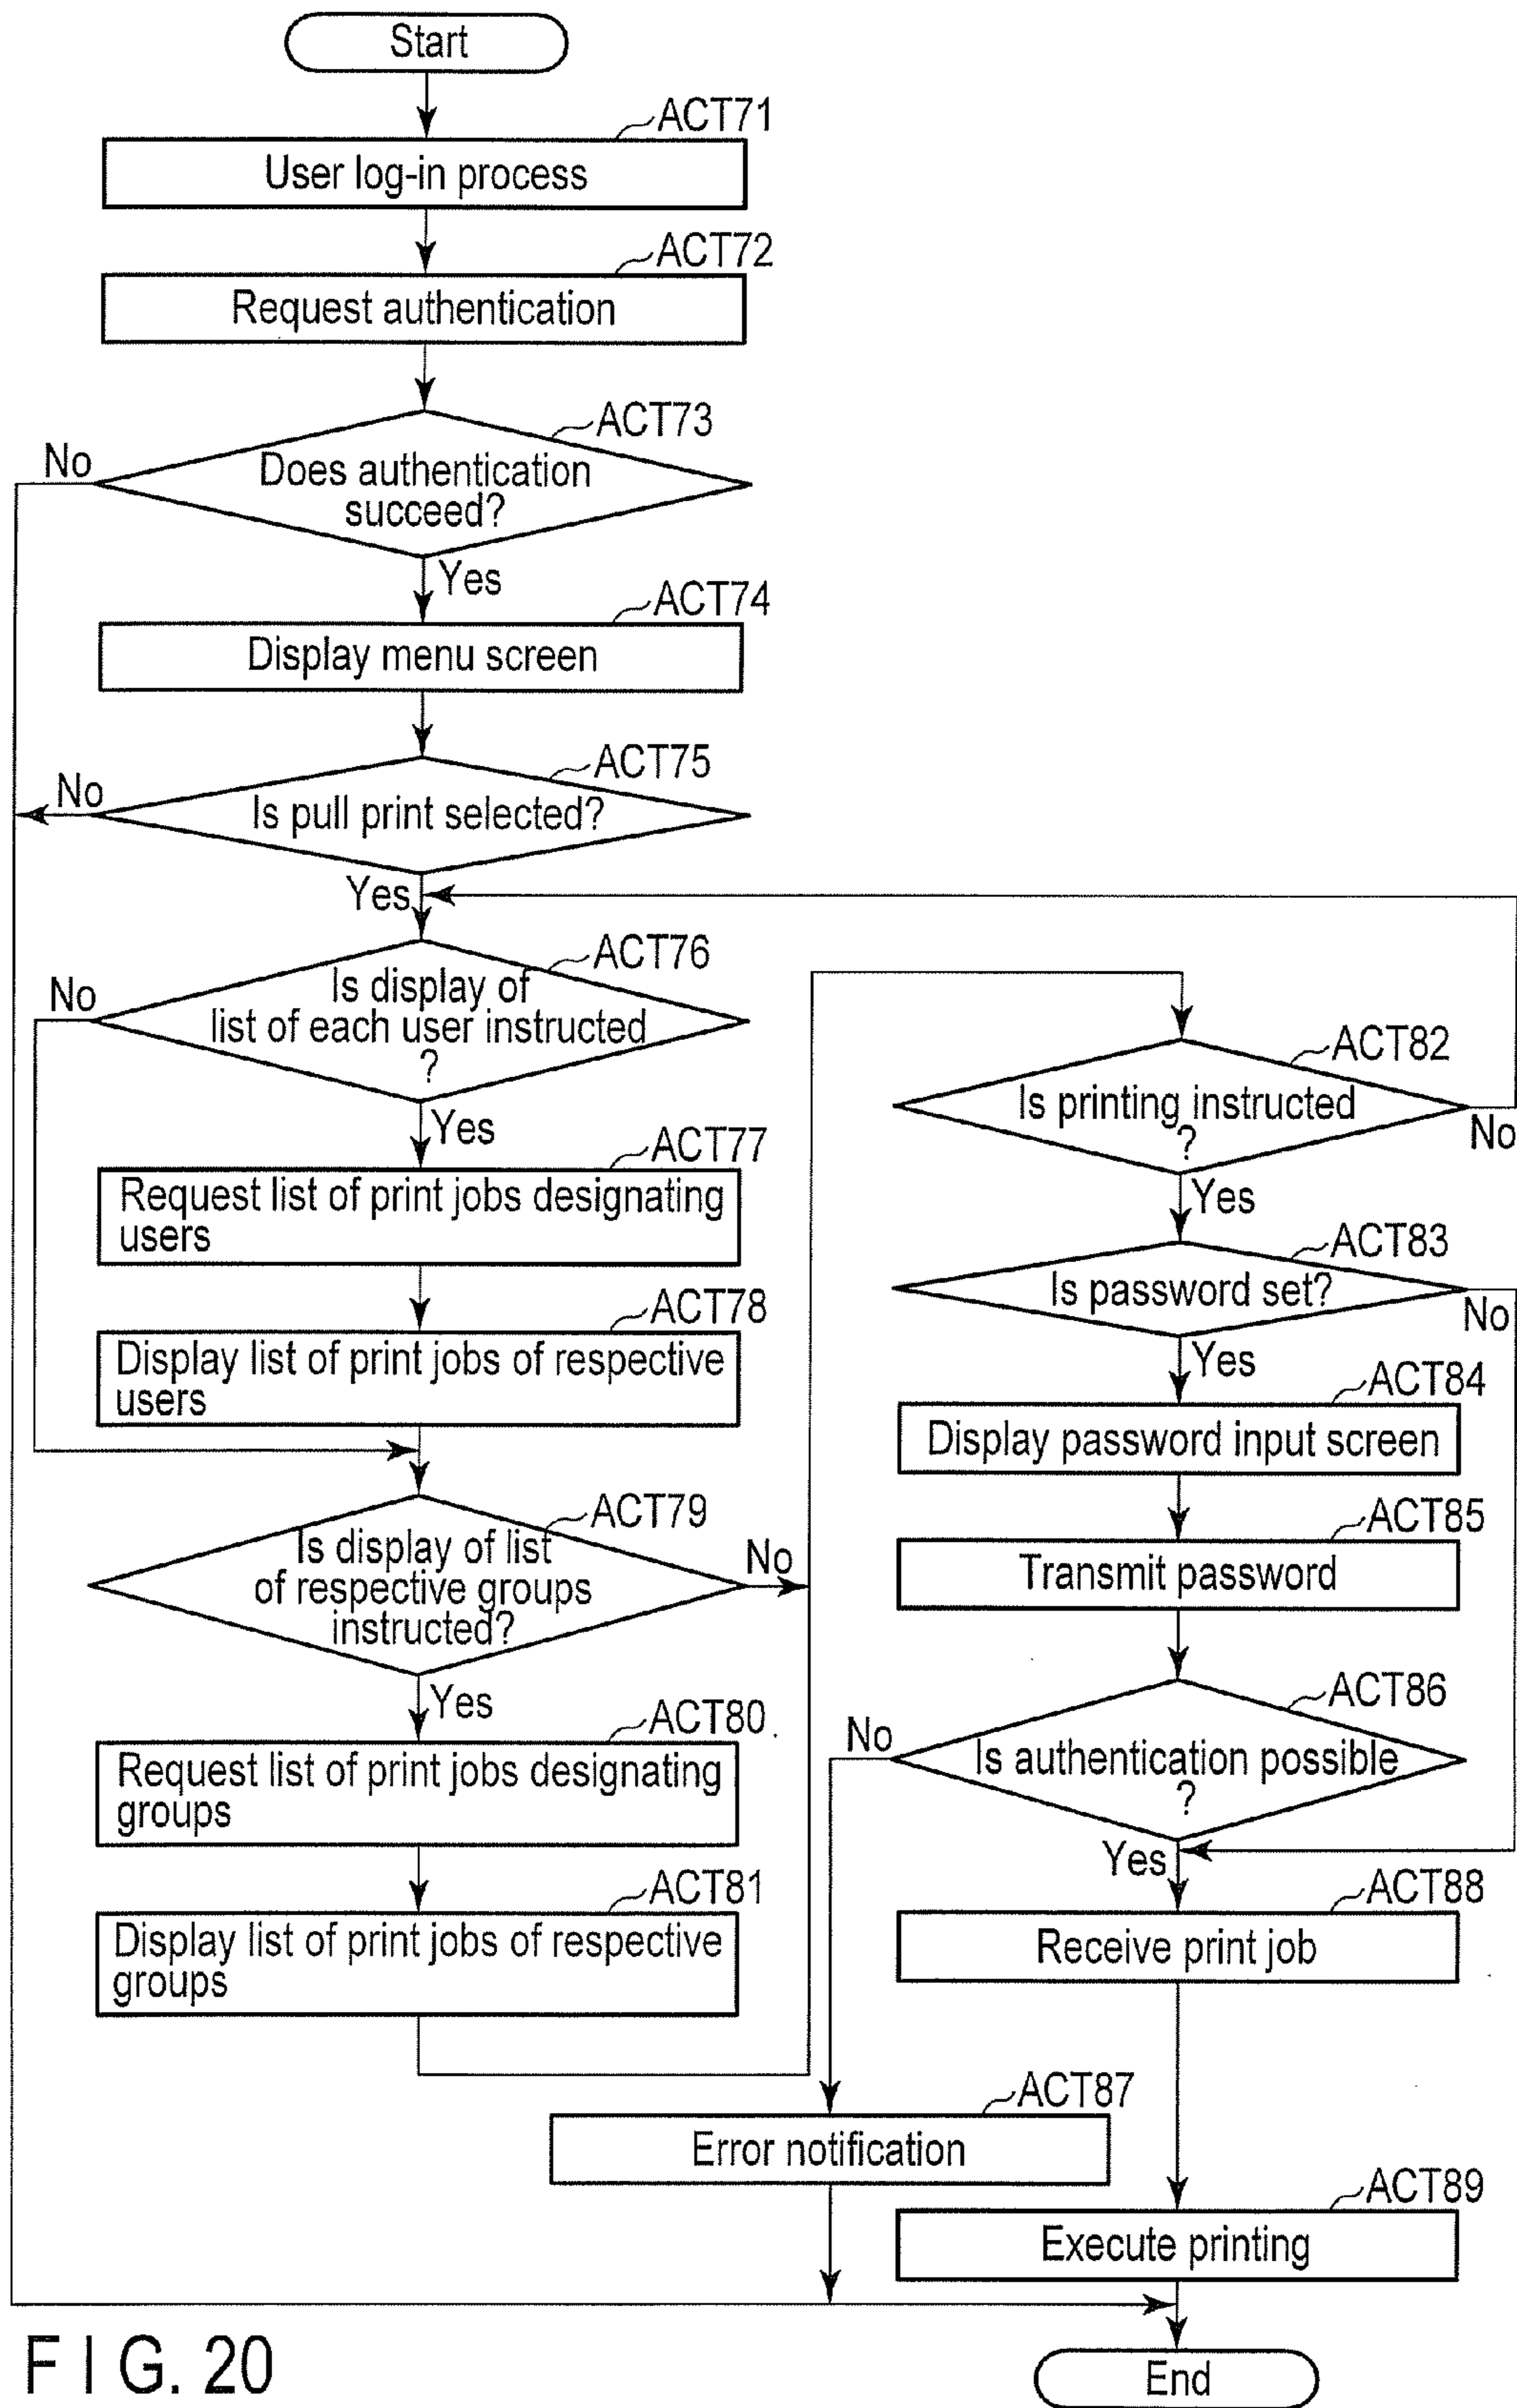 Start
ACT71
User log-in process
ACT72
Request authentication
ACT73
No
Does authentication
succeed?
Yes
ACT74
Display menu screen
ACT75
No
Is pull print selected?
Yes
ACT76
No
Is display of
list of each user instructed
?
Yes
ACT77
Request list of print jobs designating
users
ACT78
Display list of print jobs of respective
users
ACT79
Is display of list
of respective groups
instructed?
No
Yes
ACT80
Request list of print jobs designating
groups
ACT81
Display list of print jobs of respective
groups
ACT82
Is printing instructed
?
No
Yes
ACT83
Is password set?
No
Yes
ACT84
Display password input screen
ACT85
Transmit password
ACT86
No
Is authentication possible
?
Yes
ACT88
Receive print job
ACT87
Error notification
ACT89
Execute printing
End
F I G. 20